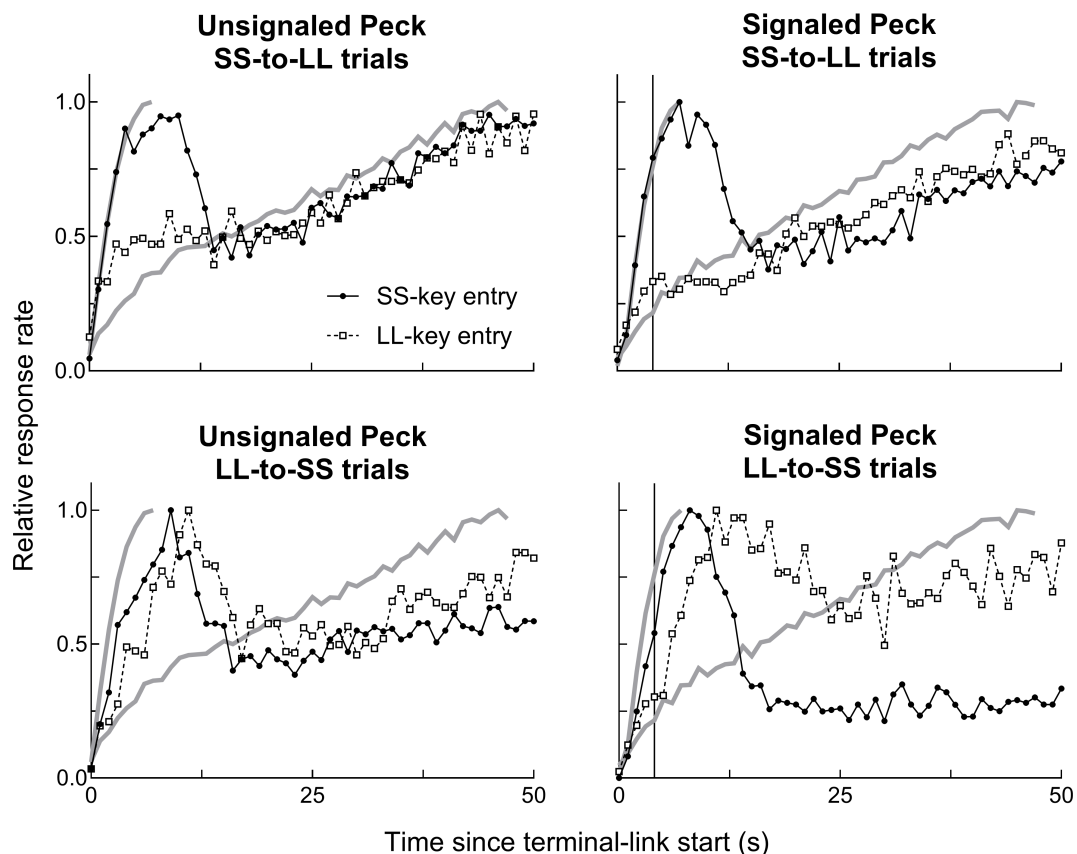 Unsignaled Peck
SS-to-LL trials
Signaled Peck
SS-to-LL trials
1.0
0.5
0.0
SS-key entry
LL-key entry
Relative response rate
Unsignaled Peck
LL-to-SS trials
Signaled Peck
LL-to-SS trials
1.0
0.5
0.0
0 25 50
0 25 50
Time since terminal-link start (s)